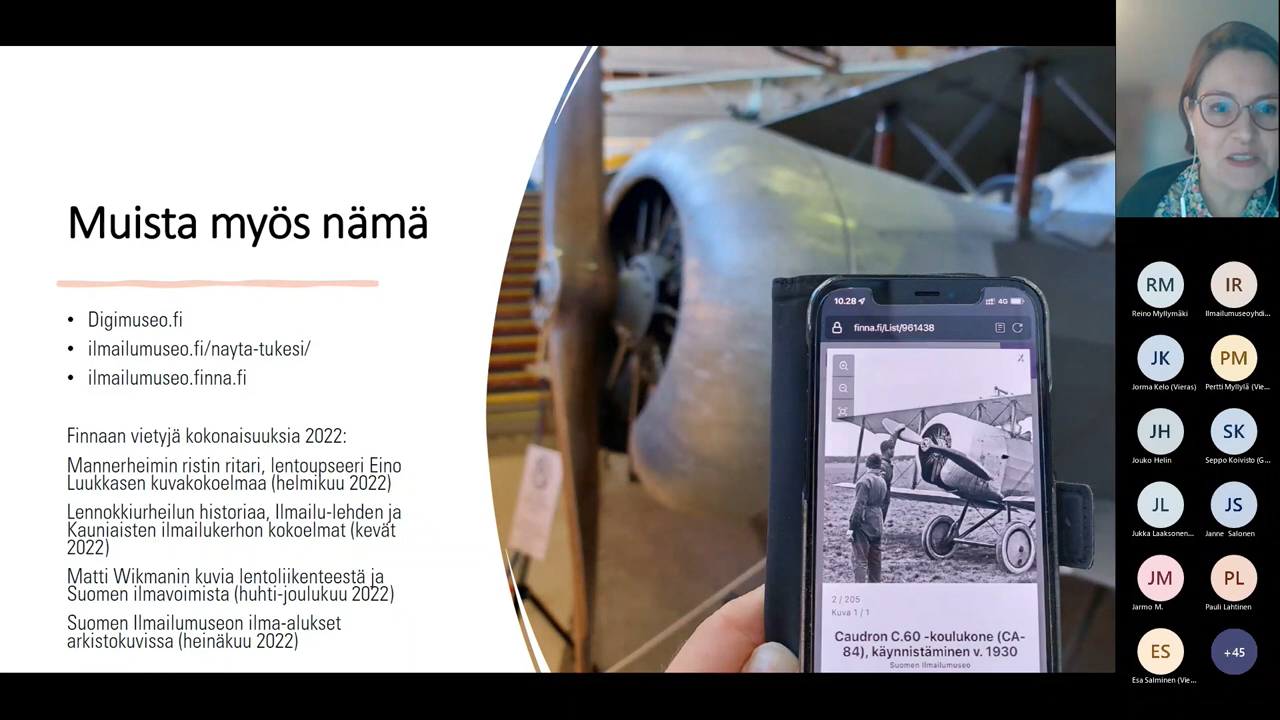 Muista myös nämä
• Digimuseo.fi
• ilmailumuseo.fi/nayta-tukesi/
• ilmailumuseo.finna.fi
Finnaan vietyjä kokonaisuuksia 2022:
Mannerheimin ristin ritari, lentoupseeri Eino
Luukkasen kuvakokoelmaa (helmikuu 2022)
Lennokkiurheilun historiaa, Ilmailu-lehden ja
Kauniaisten ilmailukerhon kokoelmat (kevät
2022)
Matti Wikmanin kuvia lentoliikenteestä ja
Suomen ilmavoimista (huhti-joulukuu 2022)
Suomen Ilmailumuseon ilma-alukset
arkistokuvissa (heinäkuu 2022)
10.28
4G
finna.fi/List/961438
2 / 205
Kuva 1 / 1
Caudron C.60 -koulukone (CA-
84), käynnistäminen v. 1930
Suomen Ilmailumuseo
RM
IR
Reino Myllymäki
Ilmailumuseoyhdi...
JK
PM
Jorma Kelo (Vieras)
Pertti Myllylä (Vie...
JH
SK
Jouko Helin
Seppo Koivisto (G...
JL
JS
Jukka Laaksonen...
Janne Salonen
JM
PL
Jarmo M.
Pauli Lahtinen
ES
+45
Esa Salminen (Vie...